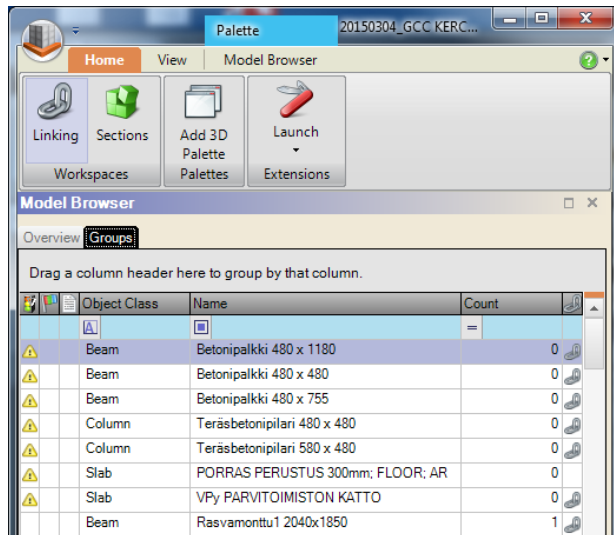 Palette
20150304_GCC KERC...
Home View Model Browser
Linking Sections Add 3D Palette Launch
Workspaces Palettes Extensions
Model Browser
Overview Groups
Drag a column header here to group by that column.
Object Class Name Count
A =
Beam Betonipalkki 480 x 1180 0
Beam Betonipalkki 480 x 480 0
Beam Betonipalkki 480 x 755 0
Column Teräsbetonipilari 480 x 480 0
Column Teräsbetonipilari 580 x 480 0
Slab PORRAS PERUSTUS 300mm; FLOOR; AR 0
Slab VPy PARVITOIMISTON KATTO 0
Beam Rasvamonttu1 2040x1850 1